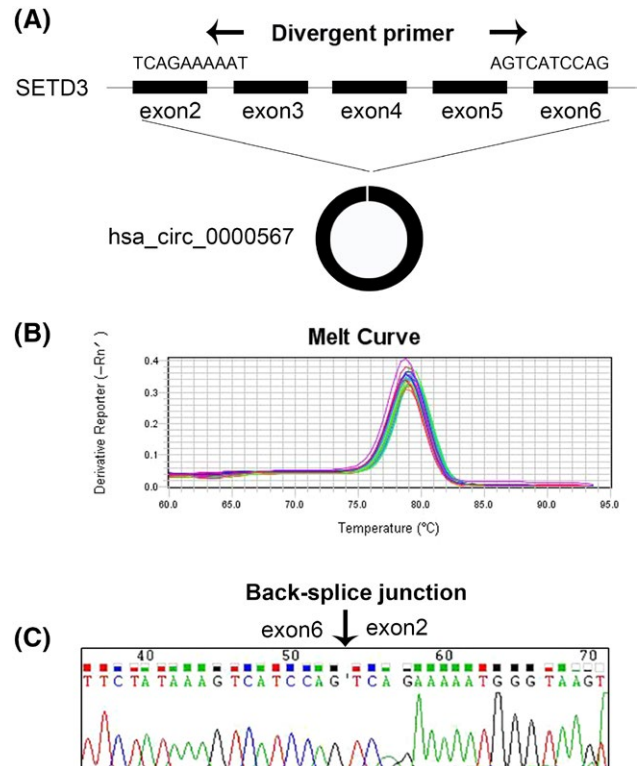 (A)
Divergent primer
TCAGAAAAAT AGTCATCCAG
SETD3
exon2 exon3 exon4 exon5 exon6
hsa_circ_0000567
(B)
Melt Curve
Derivative Reporter (−Rn′)
0.4
0.3
0.2
0.1
0.0
60.0 65.0 70.0 75.0 80.0 85.0 90.0 95.0
Temperature (°C)
Back-splice junction
exon6 exon2
(C)
40 50 60 70
T T C T A T A A A G T C A T C C A G ' T C A G A A A A A T G G G T A A G T